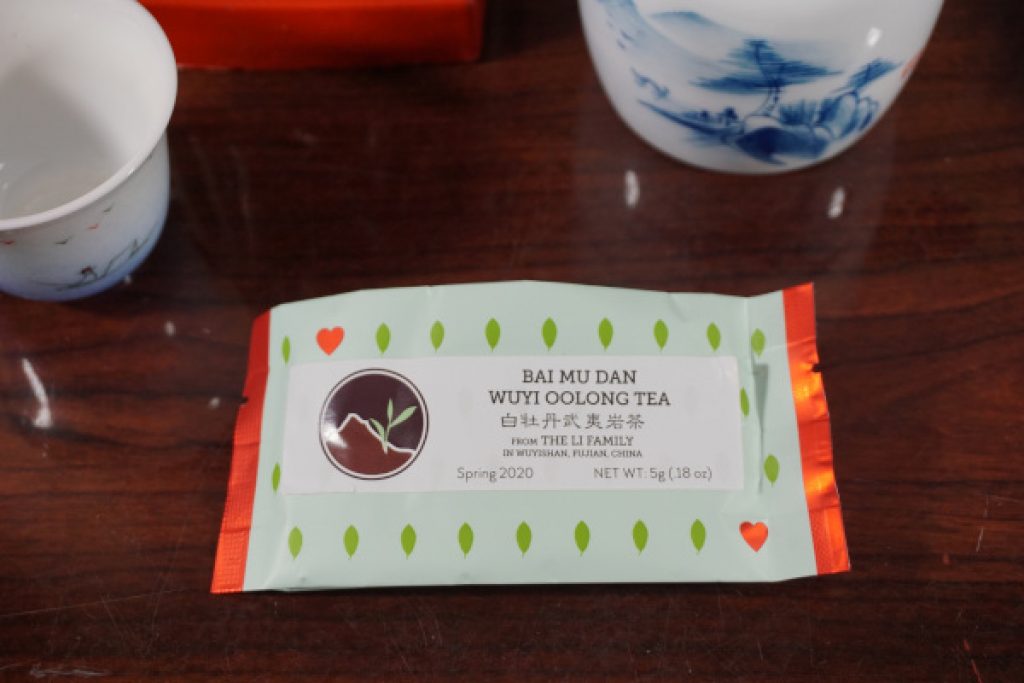 BAI MU DAN
WUYI OOLONG TEA
白牡丹武夷岩茶
FROM THE LI FAMILY
IN WUYISHAN, FUJIAN, CHINA
Spring 2020 NET WT: 5g (.18 oz)